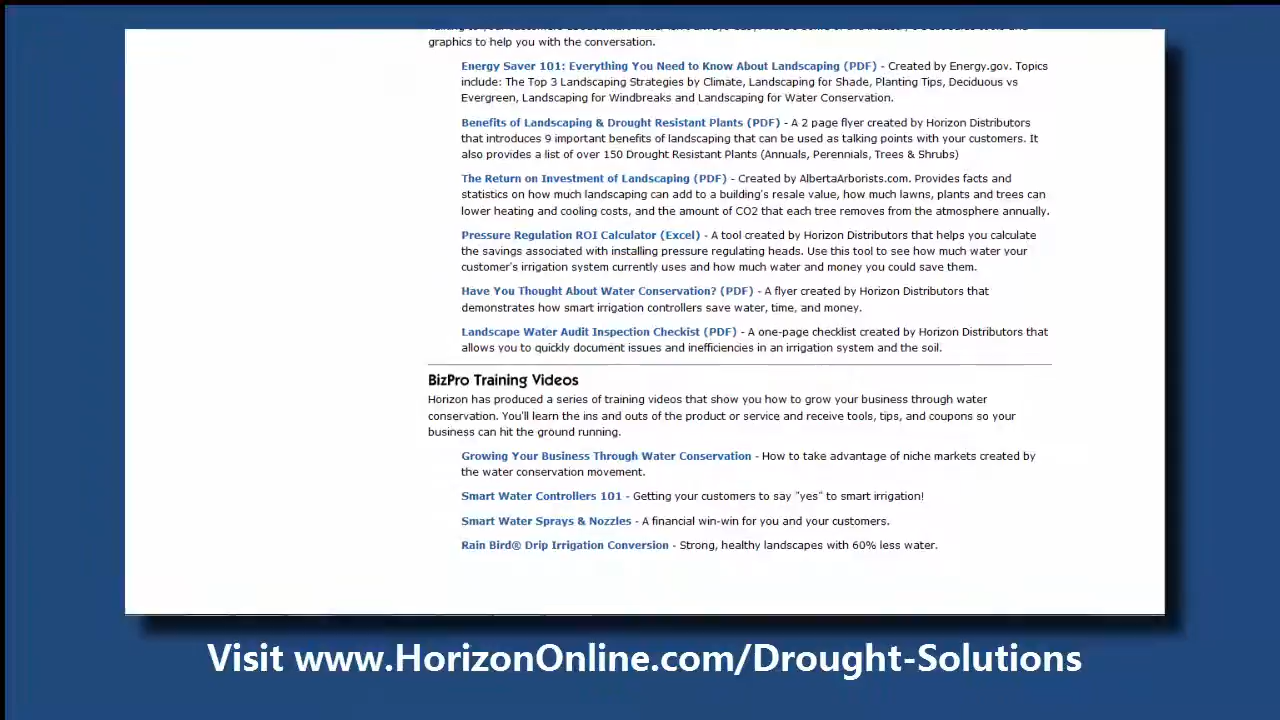 graphics to help you with the conversation.
Energy Saver 101: Everything You Need to Know About Landscaping (PDF) - Created by Energy.gov. Topics
include: The Top 3 Landscaping Strategies by Climate, Landscaping for Shade, Planting Tips, Deciduous vs
Evergreen, Landscaping for Windbreaks and Landscaping for Water Conservation.
Benefits of Landscaping & Drought Resistant Plants (PDF) - A 2 page flyer created by Horizon Distributors
that introduces 9 important benefits of landscaping that can be used as talking points with your customers. It
also provides a list of over 150 Drought Resistant Plants (Annuals, Perennials, Trees & Shrubs)
The Return on Investment of Landscaping (PDF) - Created by AlbertaArborists.com. Provides facts and
statistics on how much landscaping can add to a building's resale value, how much lawns, plants and trees can
lower heating and cooling costs, and the amount of CO2 that each tree removes from the atmosphere annually.
Pressure Regulation ROI Calculator (Excel) - A tool created by Horizon Distributors that helps you calculate
the savings associated with installing pressure regulating heads. Use this tool to see how much water your
customer's irrigation system currently uses and how much water and money you could save them.
Have You Thought About Water Conservation? (PDF) - A flyer created by Horizon Distributors that
demonstrates how smart irrigation controllers save water, time, and money.
Landscape Water Audit Inspection Checkist (PDF) - A one-page checklist created by Horizon Distributors that
allows you to quickly document issues and inefficiencies in an irrigation system and the soil.
BizPro Training Videos
Horizon has produced a series of training videos that show you how to grow your business through water
conservation. You'll learn the ins and outs of the product or service and receive tools, tips, and coupons so your
business can hit the ground running.
Growing Your Business Through Water Conservation - How to take advantage of niche markets created by
the water conservation movement.
Smart Water Controllers 101 - Getting your customers to say "yes" to smart irrigation!
Smart Water Sprays & Nozzles - A financial win-win for you and your customers.
Rain Bird® Drip Irrigation Conversion - Strong, healthy landscapes with 60% less water.
Visit www.HorizonOnline.com/Drought-Solutions